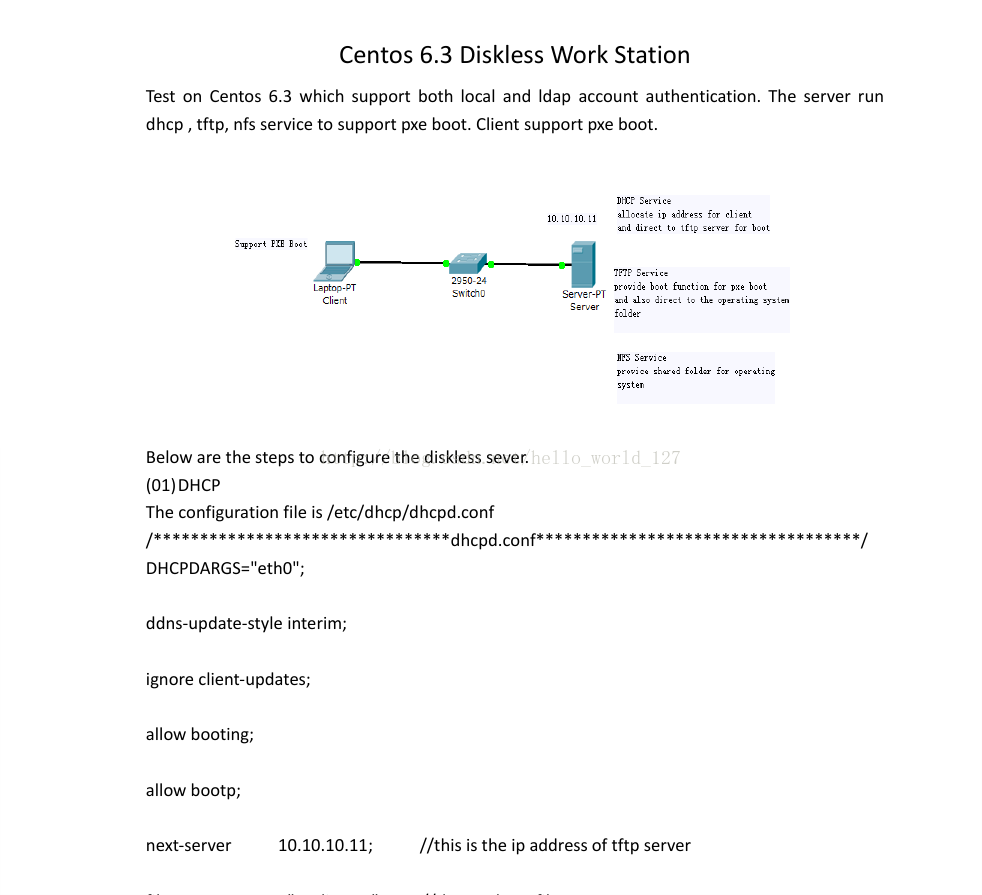 Centos 6.3 Diskless Work Station
Test on Centos 6.3 which support both local and ldap account authentication. The server run
dhcp , tftp, nfs service to support pxe boot. Client support pxe boot.
Support PXE Boot
Laptop-PT
Client
2950-24
Switch0
10.10.10.11
Server-PT
Server
DHCP Service
allocate ip address for client
and direct to tftp server for boot
TFTP Service
provide boot function for pxe boot
and also direct to the operating system
folder
NFS Service
provice shared folder for operating
system
Below are the steps to configure the diskless sever.
hello_world_127
(01)DHCP
The configuration file is /etc/dhcp/dhcpd.conf
/********************************dhcpd.conf***********************************/
DHCPDARGS="eth0";
ddns-update-style interim;
ignore client-updates;
allow booting;
allow bootp;
next-server 10.10.10.11; //this is the ip address of tftp server